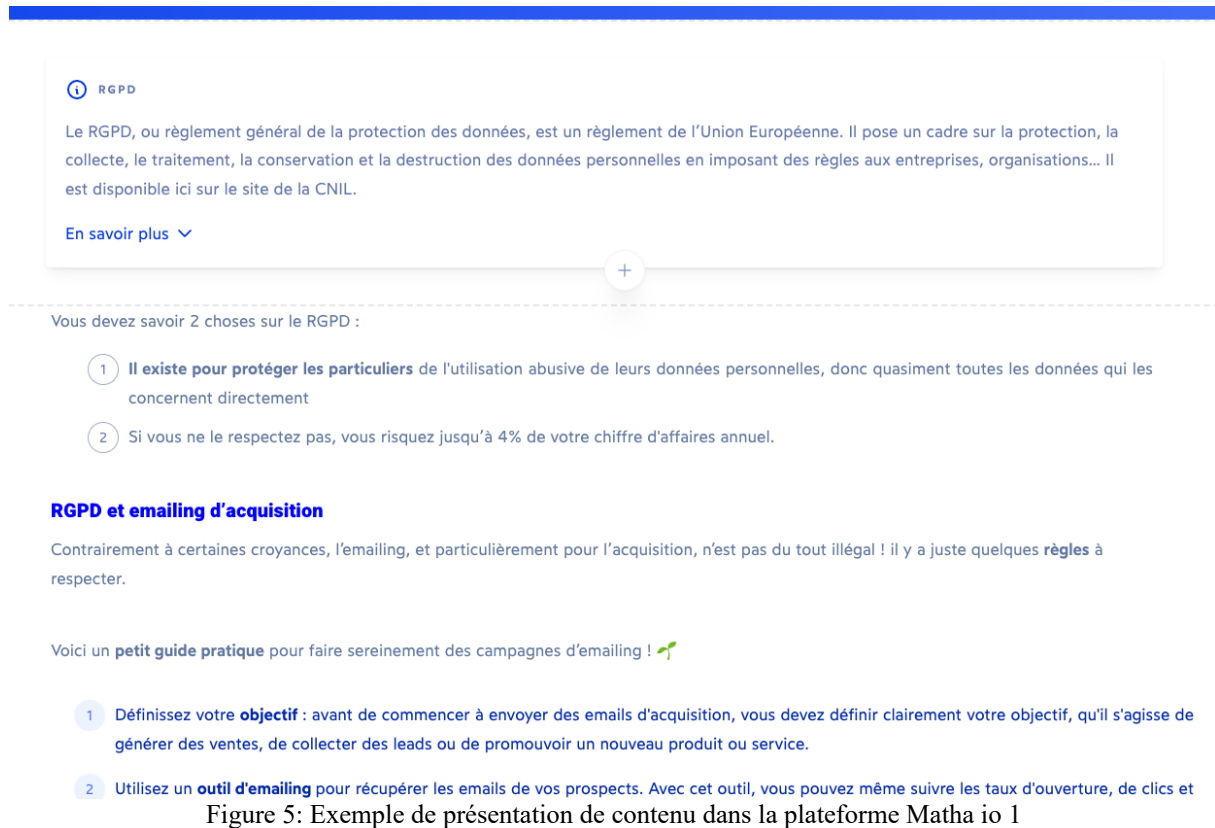 RGPD
Le RGPD, ou règlement général de la protection des données, est un règlement de l’Union Européenne. Il pose un cadre sur la protection, la
collecte, le traitement, la conservation et la destruction des données personnelles en imposant des règles aux entreprises, organisations… Il
est disponible ici sur le site de la CNIL.
En savoir plus
Vous devez savoir 2 choses sur le RGPD :
1 Il existe pour protéger les particuliers de l'utilisation abusive de leurs données personnelles, donc quasiment toutes les données qui les
concernent directement
2 Si vous ne le respectez pas, vous risquez jusqu’à 4% de votre chiffre d'affaires annuel.
RGPD et emailing d’acquisition
Contrairement à certaines croyances, l’emailing, et particulièrement pour l’acquisition, n’est pas du tout illégal ! il y a juste quelques règles à
respecter.
Voici un petit guide pratique pour faire sereinement des campagnes d’emailing ! 🌱
1 Définissez votre objectif : avant de commencer à envoyer des emails d'acquisition, vous devez définir clairement votre objectif, qu'il s'agisse de
générer des ventes, de collecter des leads ou de promouvoir un nouveau produit ou service.
2 Utilisez un outil d'emailing pour récupérer les emails de vos prospects. Avec cet outil, vous pouvez même suivre les taux d'ouverture, de clics et
Figure 5: Exemple de présentation de contenu dans la plateforme Matha io 1